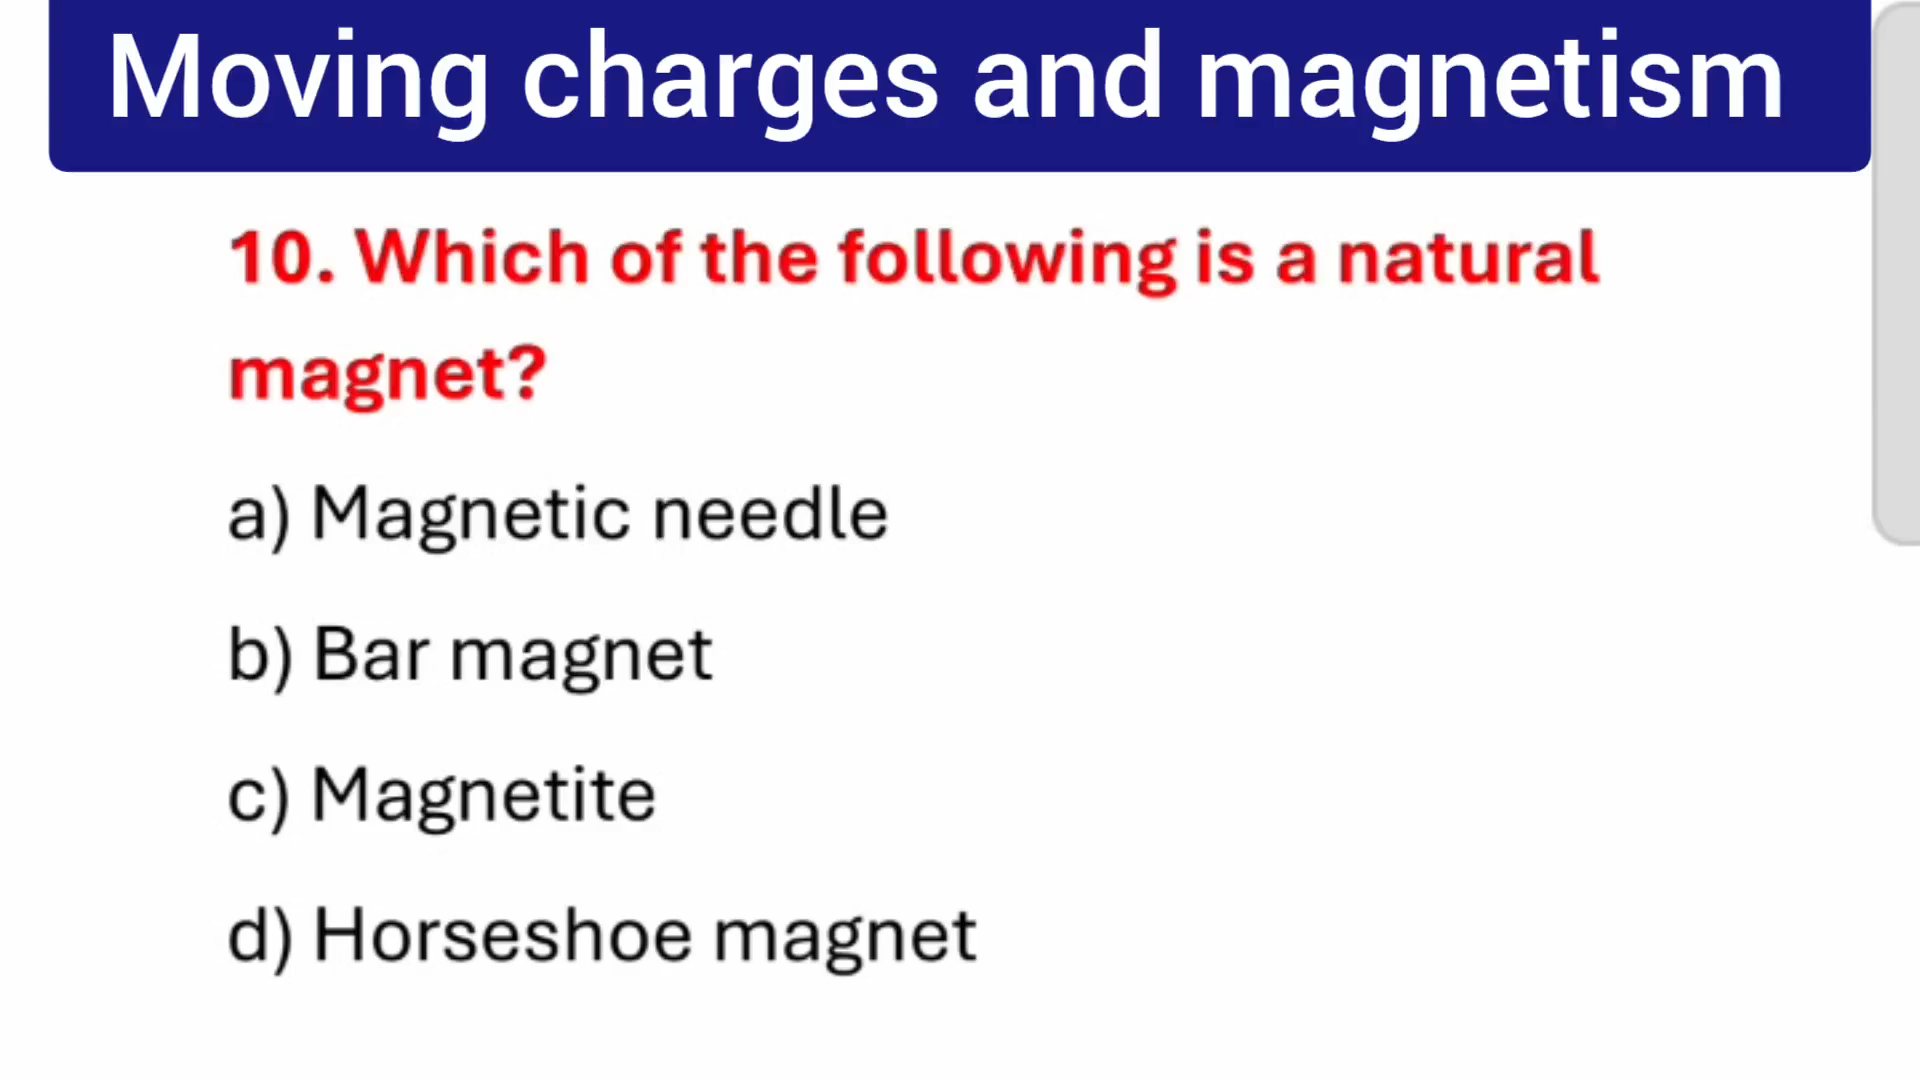 Moving charges and magnetism
10. Which of the following is a natural
magnet?
a) Magnetic needle
b) Bar magnet
c) Magnetite
d) Horseshoe magnet